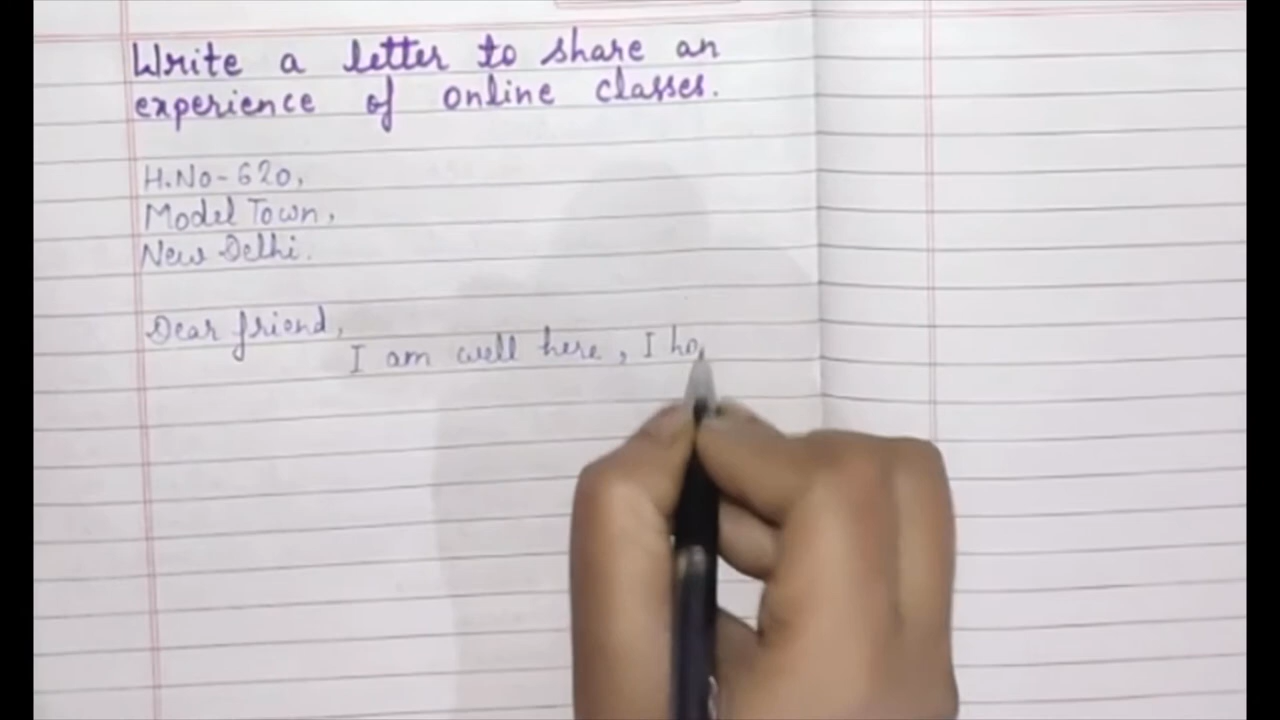 Write a letter to share an
experience of online classes.
H.No-620,
Model Town,
New Delhi.
Dear friend,
I am well here, I ho